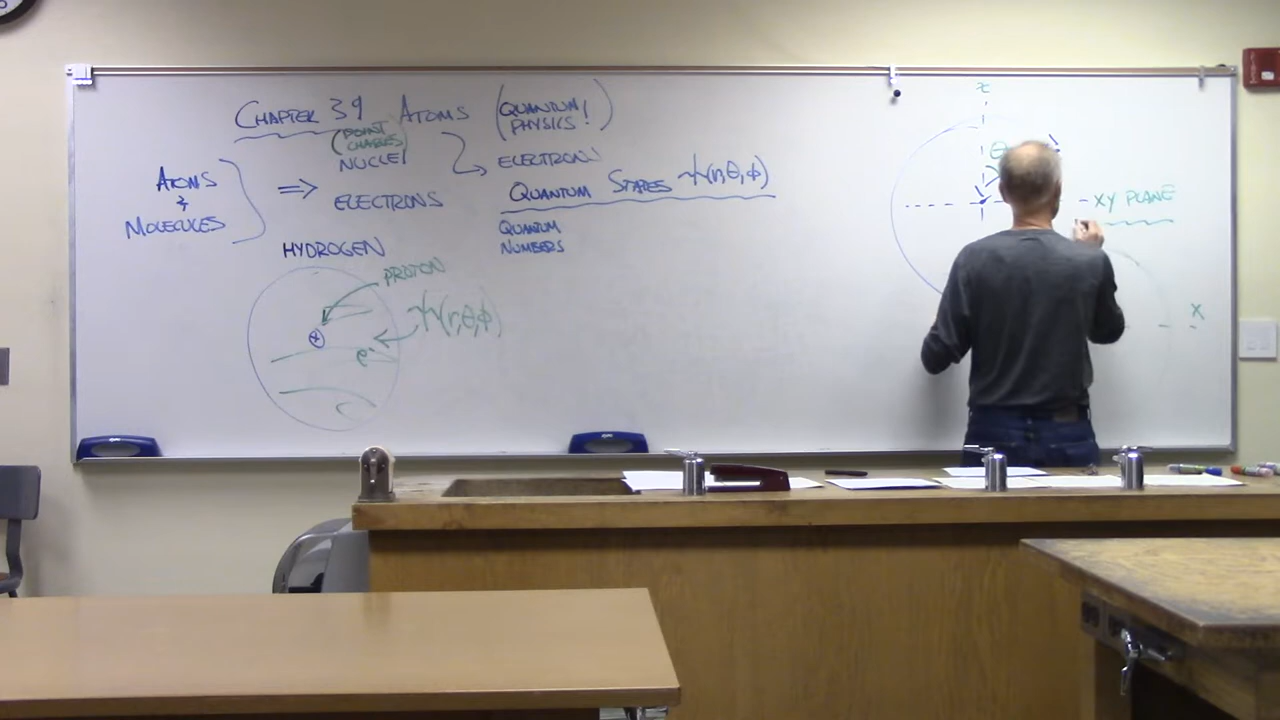 CHAPTER 39 ATOMS (QUANTUM PHYSICS!)
(POINT CHARGES)
NUCLEI
ELECTRONS
ATOMS
&
MOLECULES
⇒
ELECTRON
QUANTUM STATES ψ(r,θ,φ)
QUANTUM
NUMBERS
HYDROGEN
PROTON
+
e-
ψ(r,θ,φ)
z
θ
-XY PLANE
X